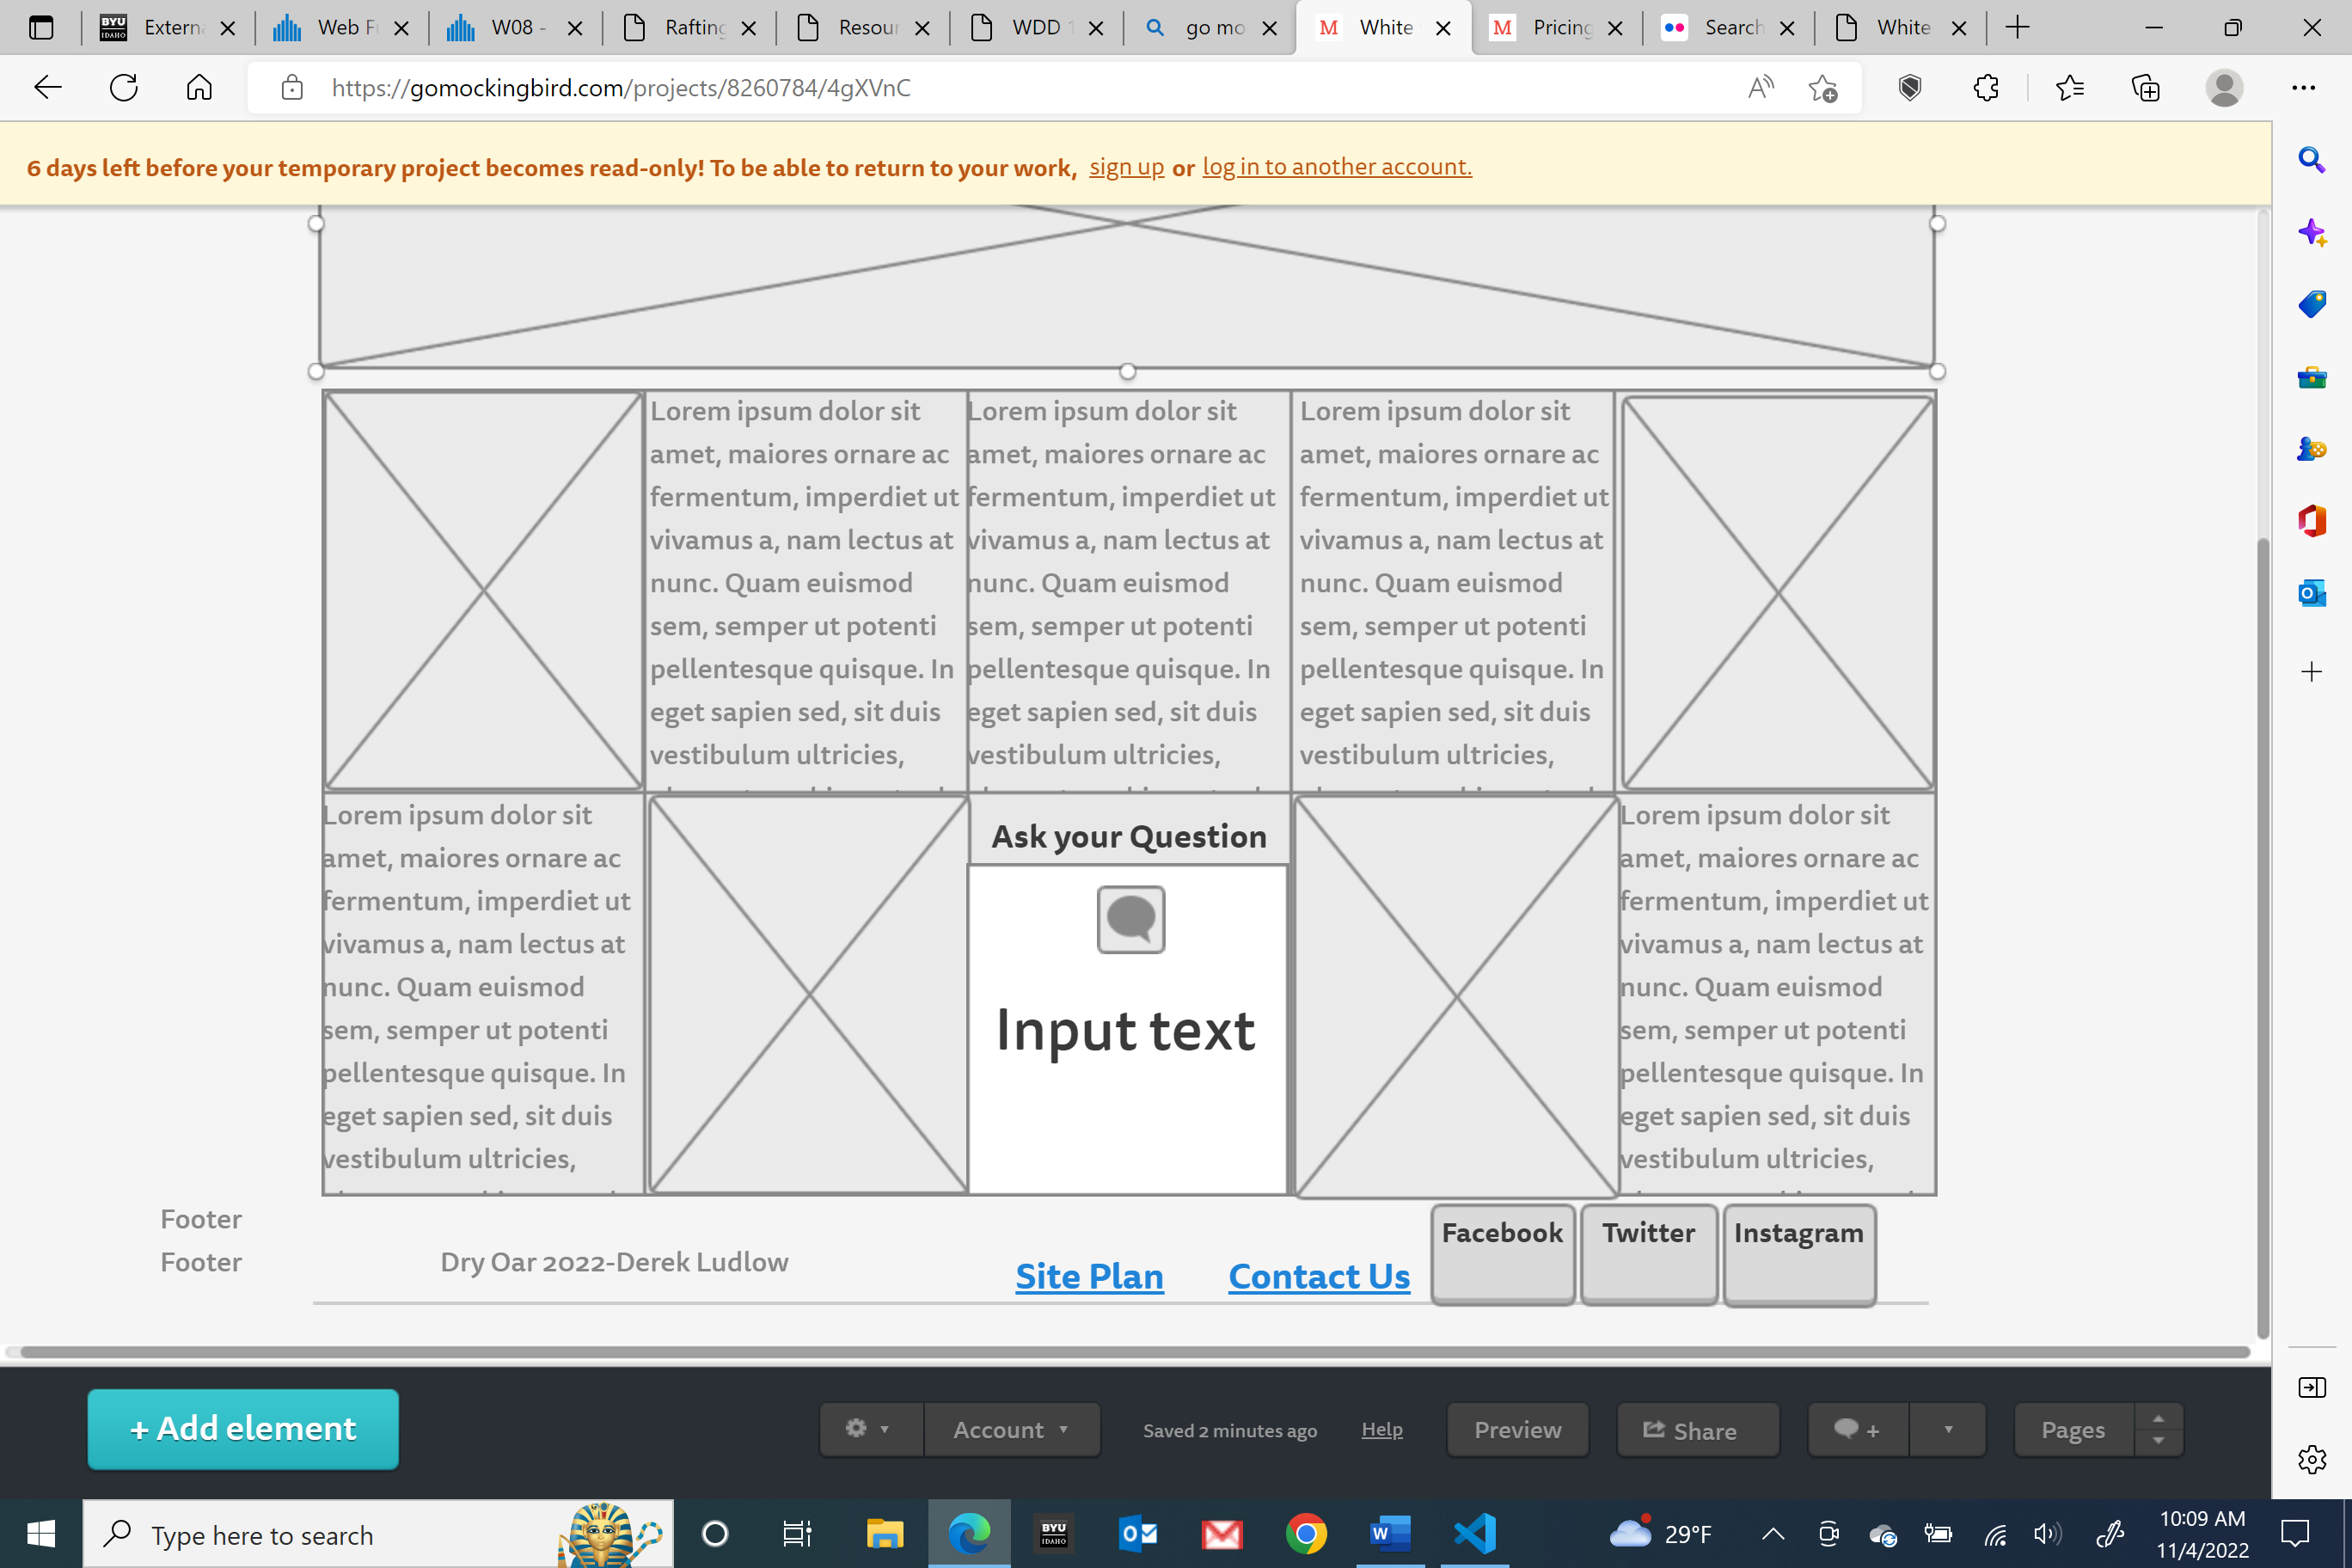 BYU IDAHO Externa Web F W08 - Rafting Resour WDD 1 go mo M White M Pricing Search White
https://gomockingbird.com/projects/8260784/4gXVnC
6 days left before your temporary project becomes read-only! To be able to return to your work, sign up or log in to another account.
Lorem ipsum dolor sit
amet, maiores ornare ac
fermentum, imperdiet ut
vivamus a, nam lectus at
nunc. Quam euismod
sem, semper ut potenti
pellentesque quisque. In
eget sapien sed, sit duis
vestibulum ultricies,
Lorem ipsum dolor sit
amet, maiores ornare ac
fermentum, imperdiet ut
vivamus a, nam lectus at
nunc. Quam euismod
sem, semper ut potenti
pellentesque quisque. In
eget sapien sed, sit duis
vestibulum ultricies,
Lorem ipsum dolor sit
amet, maiores ornare ac
fermentum, imperdiet ut
vivamus a, nam lectus at
nunc. Quam euismod
sem, semper ut potenti
pellentesque quisque. In
eget sapien sed, sit duis
vestibulum ultricies,
Lorem ipsum dolor sit
amet, maiores ornare ac
fermentum, imperdiet ut
vivamus a, nam lectus at
nunc. Quam euismod
sem, semper ut potenti
pellentesque quisque. In
eget sapien sed, sit duis
vestibulum ultricies,
Ask your Question
Input text
Lorem ipsum dolor sit
amet, maiores ornare ac
fermentum, imperdiet ut
vivamus a, nam lectus at
nunc. Quam euismod
sem, semper ut potenti
pellentesque quisque. In
eget sapien sed, sit duis
vestibulum ultricies,
Footer
Footer
Dry Oar 2022-Derek Ludlow
Site Plan
Contact Us
Facebook
Twitter
Instagram
+ Add element
Account
Saved 2 minutes ago
Help
Preview
Share
+
Pages
Type here to search
BYU
IDAHO
29°F
10:09 AM
11/4/2022